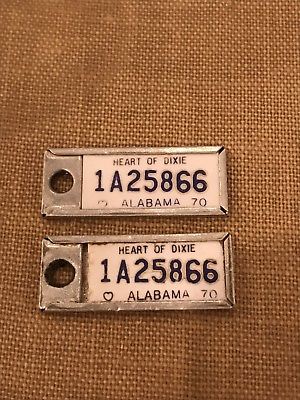 HEART OF DIXIE
1A25866
♡ ALABAMA 70
HEART OF DIXIE
1A25866
♡ ALABAMA 70